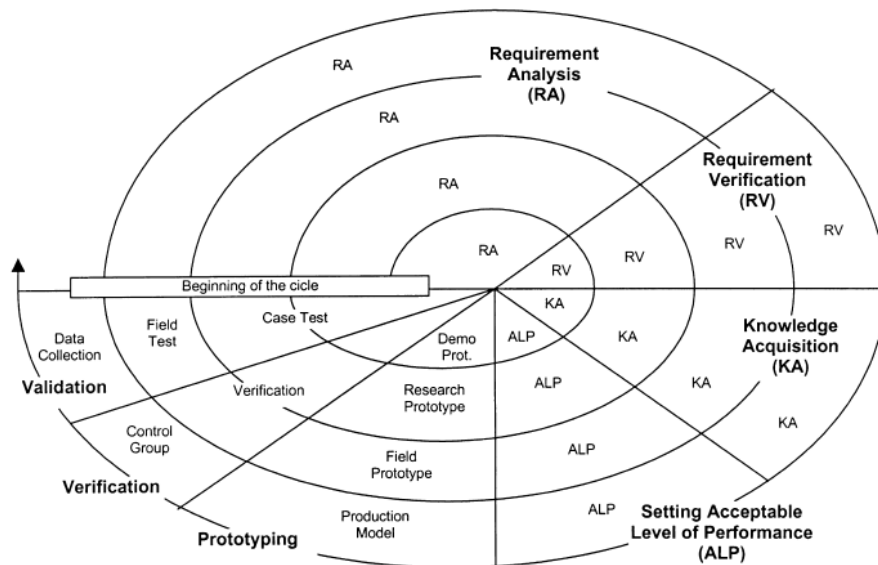 RA
Requirement
Analysis
(RA)
RA
Requirement
Verification
(RV)
RA
RA
RV
RV
RV
RV
Beginning of the cicle
Case Test
Field
Test
Data
Collection
Validation
KA
KA
KA
KA
Knowledge
Acquisition
(KA)
Demo
Prot.
ALP
ALP
ALP
ALP
Verification
Research
Prototype
Control
Group
Field
Prototype
Verification
Prototyping
Production
Model
Setting Acceptable
Level of Performance
(ALP)